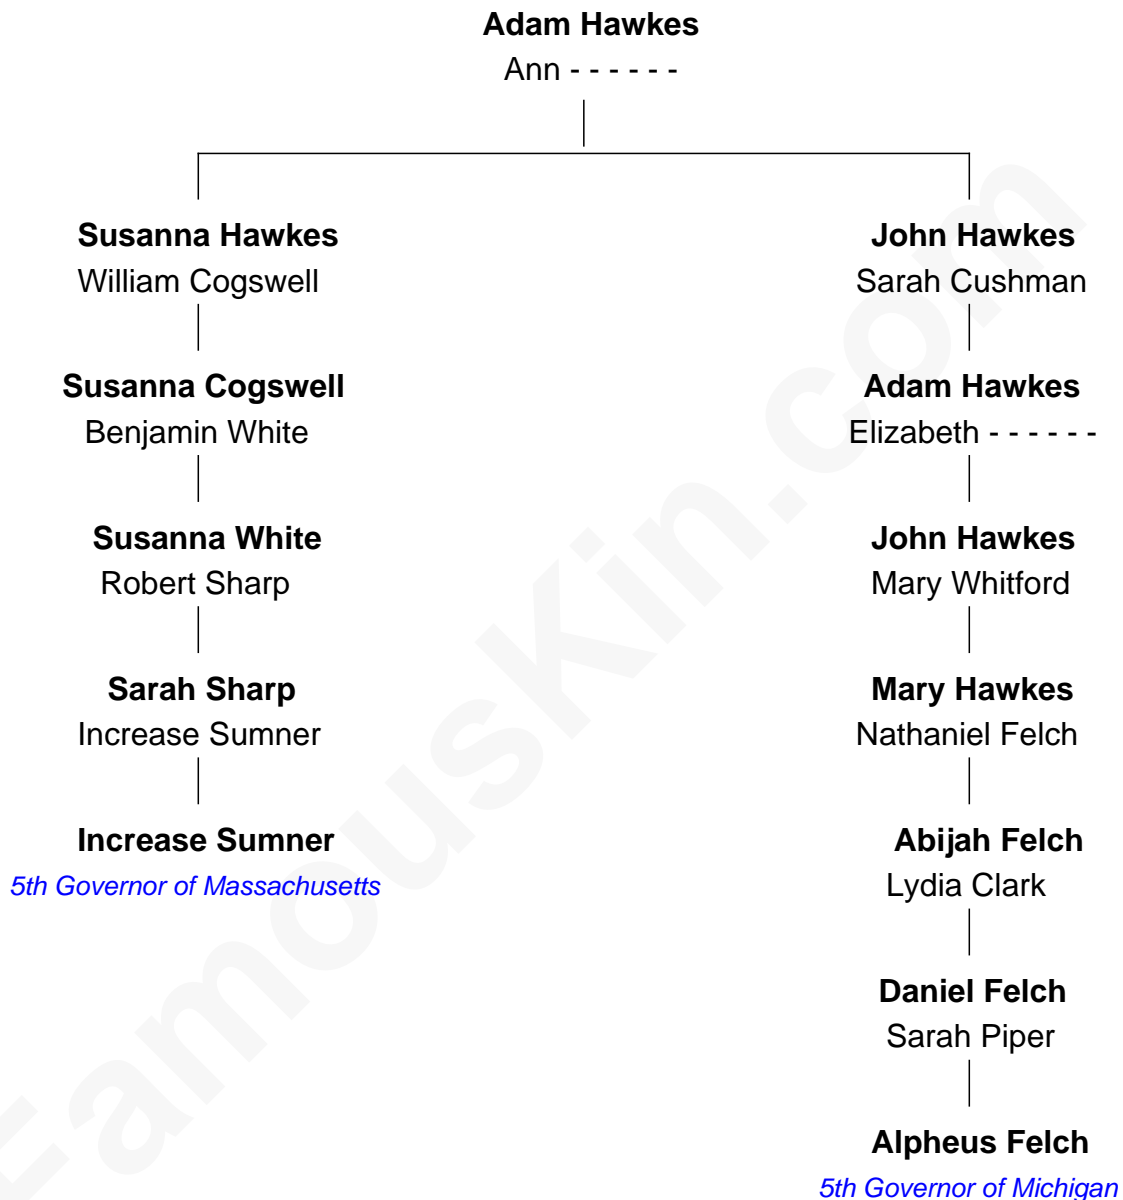 Adam Hawkes
Ann - - - - - -
Susanna Hawkes
William Cogswell
John Hawkes
Sarah Cushman
Susanna Cogswell
Benjamin White
Adam Hawkes
Elizabeth - - - - - -
Susanna White
Robert Sharp
John Hawkes
Mary Whitford
Sarah Sharp
Increase Sumner
Mary Hawkes
Nathaniel Felch
Increase Sumner
5th Governor of Massachusetts
Abijah Felch
Lydia Clark
Daniel Felch
Sarah Piper
Alpheus Felch
5th Governor of Michigan
FamousKin.com